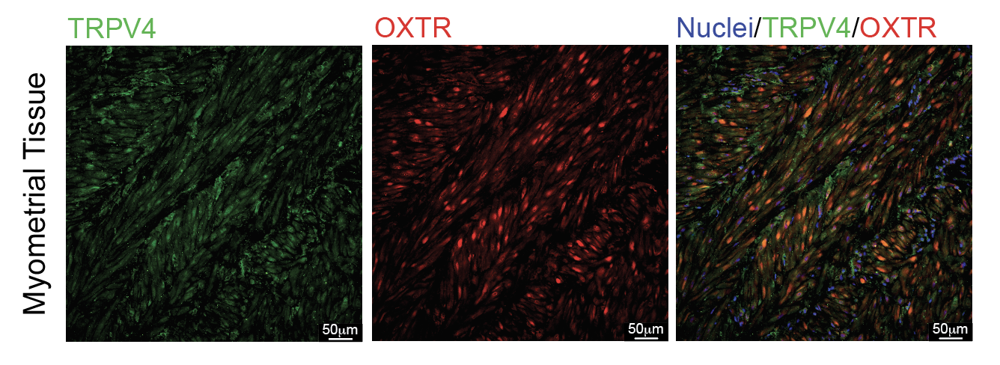 TRPV4
OXTR
Nuclei/TRPV4/OXTR
Myometrial Tissue
50μm
50μm
50μm